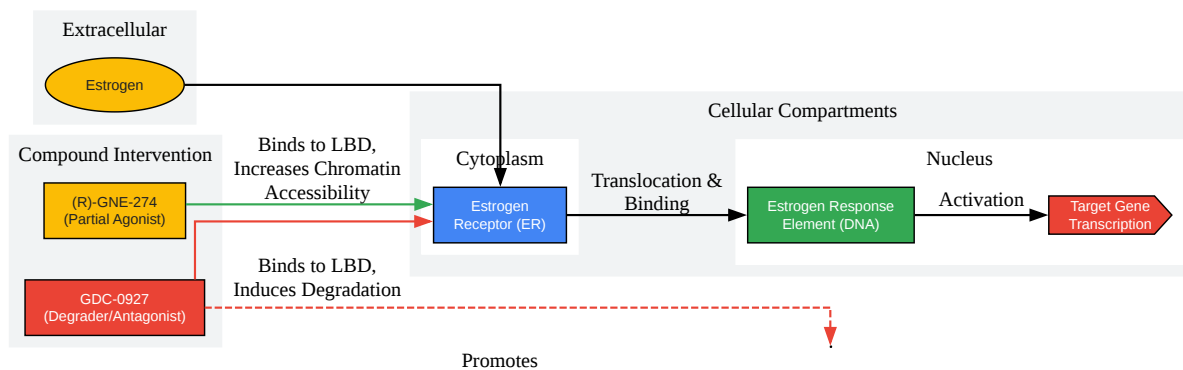 Extracellular
Estrogen
Cellular Compartments
Compound Intervention
Binds to LBD,
Increases Chromatin
Accessibility
Cytoplasm
Nucleus
(R)-GNE-274
(Partial Agonist)
Estrogen
Receptor (ER)
Translocation &
Binding
Estrogen Response
Element (DNA)
Activation
Target Gene
Transcription
Binds to LBD,
Induces Degradation
GDC-0927
(Degrader/Antagonist)
Promotes